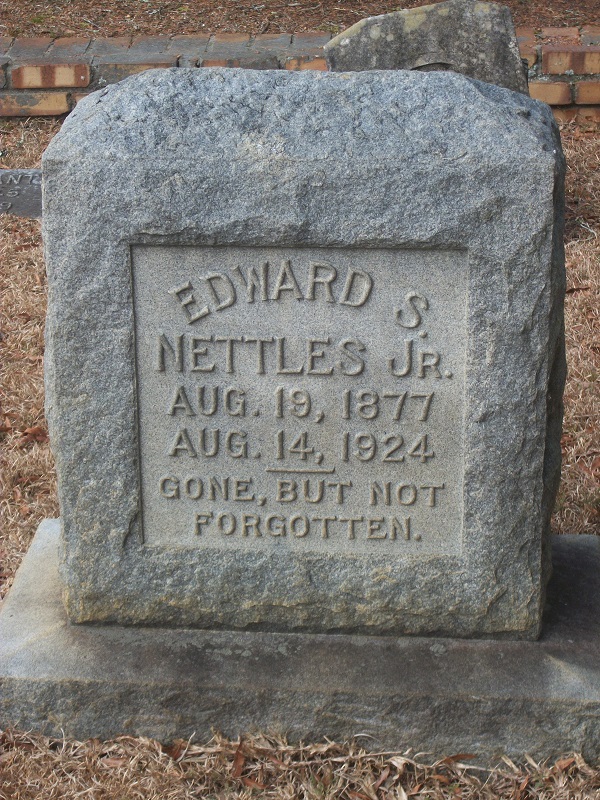 EDWARD S.
NETTLES JR.
AUG. 19, 1877
AUG. 14, 1924
GONE, BUT NOT
FORGOTTEN.